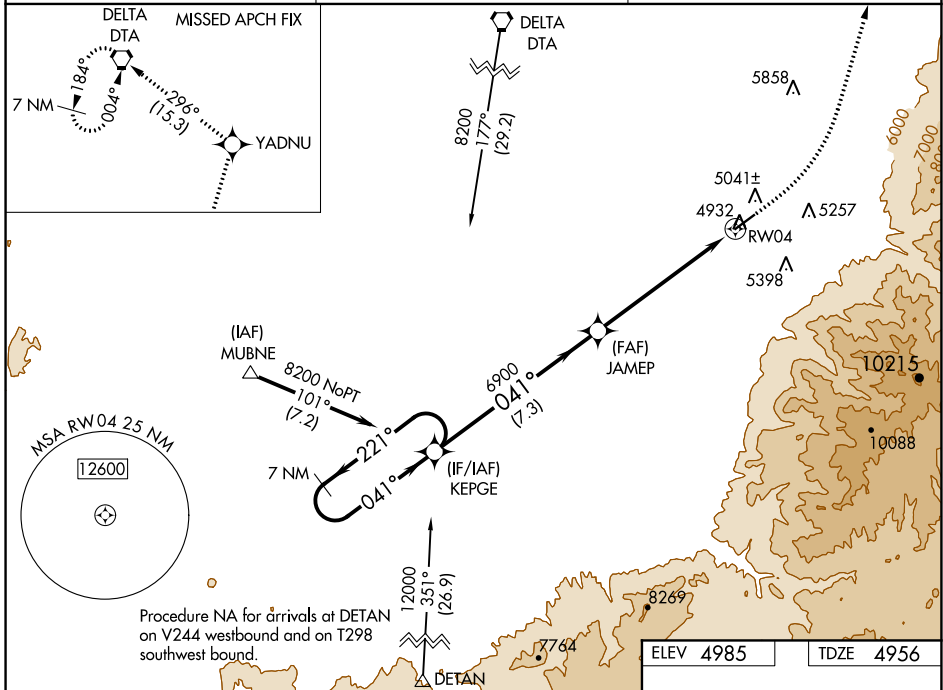 MISSED APCH FIX
DELTA
DTA
184°
7 NM
004°
296°
(15.3)
YADNU
DELTA
DTA
8200
177°
(29.2)
5858
6000
7000
5041±
4932
5257
RW04
5398
(FAF)
JAMEP
10215
10088
(IAF)
MUBNE
8200 NoPT
101°
(7.2)
6900
041°
(7.3)
221°
7 NM
041°
(IF/IAF)
KEPGE
MSA RW04 25 NM
12600
12000
351°
(26.9)
Procedure NA for arrivals at DETAN
on V244 westbound and on T298
southwest bound.
8269
7764
DETAN
ELEV 4985
TDZE 4956